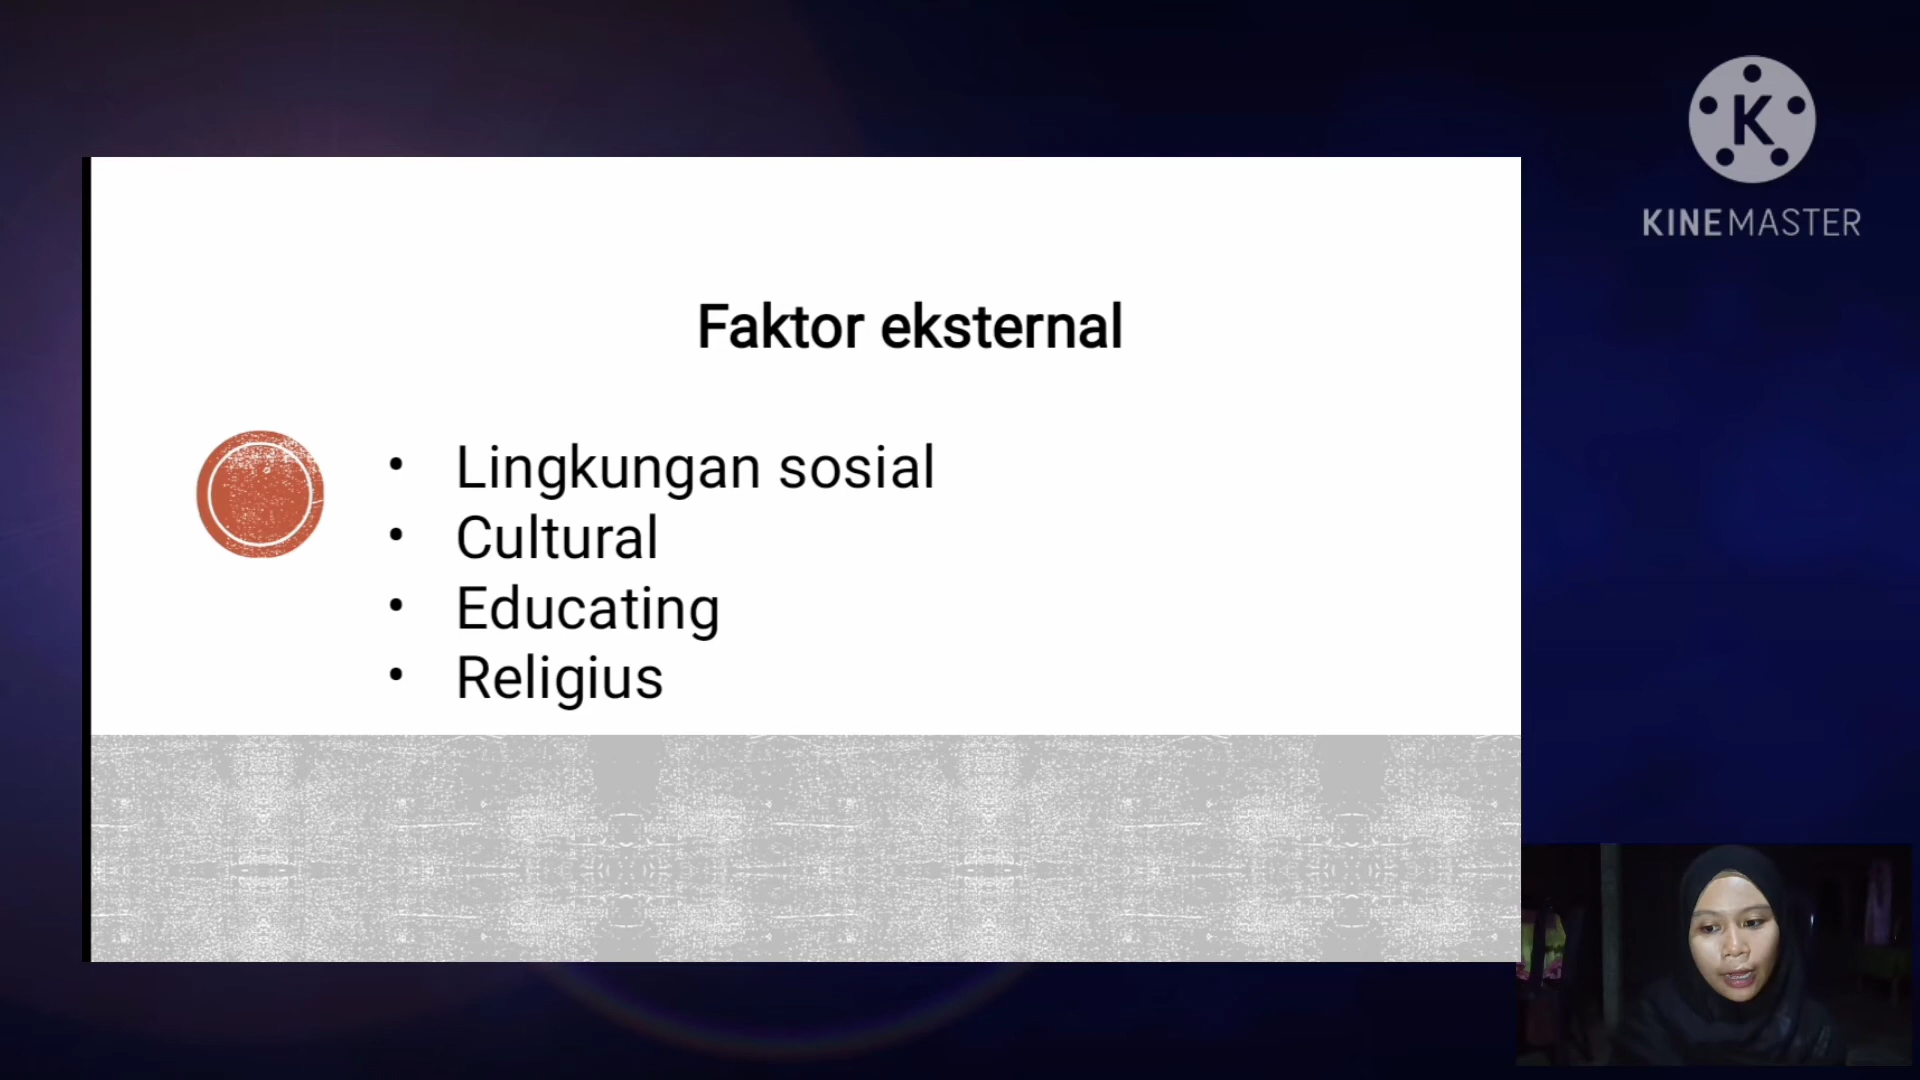 K
KINEMASTER
Faktor eksternal
• Lingkungan sosial
• Cultural
• Educating
• Religius